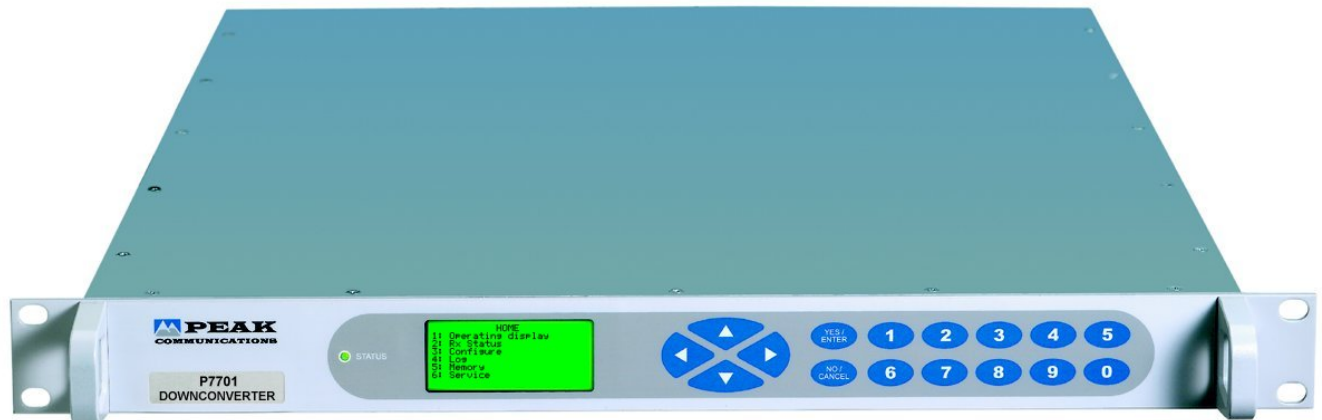 PEAK
COMMUNICATIONS
P7701
DOWNCONVERTER
STATUS
HOME
1: Operating display
2: Rx Status
3: Configure
4: Log
5: Memory
6: Service
YES /
ENTER
1 2 3 4 5
NO /
CANCEL
6 7 8 9 0